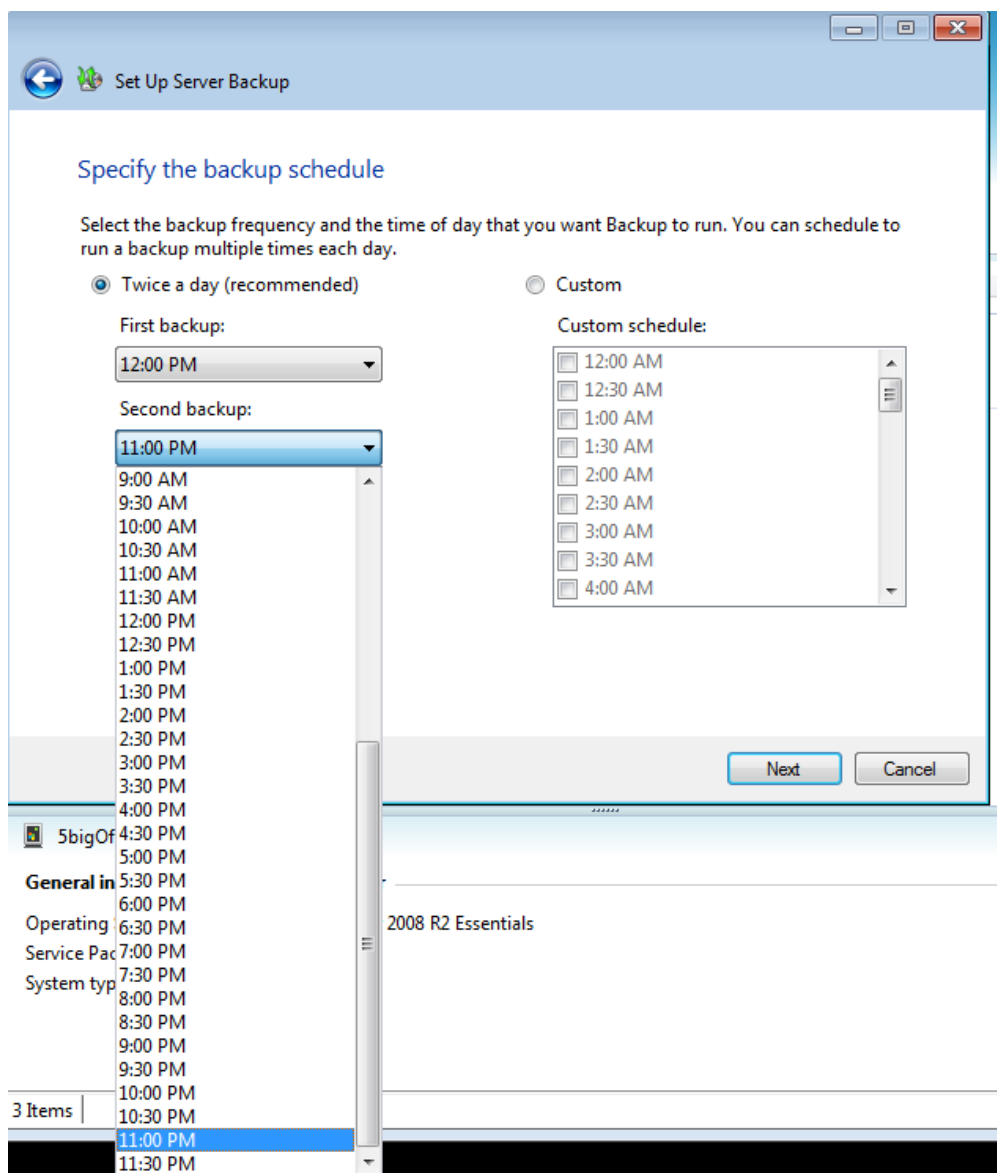 Set Up Server Backup
Specify the backup schedule
Select the backup frequency and the time of day that you want Backup to run. You can schedule to
run a backup multiple times each day.
Twice a day (recommended)
First backup:
12:00 PM
Second backup:
11:00 PM
9:00 AM
9:30 AM
10:00 AM
10:30 AM
11:00 AM
11:30 AM
12:00 PM
12:30 PM
1:00 PM
1:30 PM
2:00 PM
2:30 PM
3:00 PM
3:30 PM
4:00 PM
4:30 PM
5:00 PM
5:30 PM
6:00 PM
6:30 PM
7:00 PM
7:30 PM
8:00 PM
8:30 PM
9:00 PM
9:30 PM
10:00 PM
10:30 PM
11:00 PM
11:30 PM
Custom
Custom schedule:
12:00 AM
12:30 AM
1:00 AM
1:30 AM
2:00 AM
2:30 AM
3:00 AM
3:30 AM
4:00 AM
Next
Cancel
5bigOf
General in
Operating 2008 R2 Essentials
Service Pac
System typ
3 Items